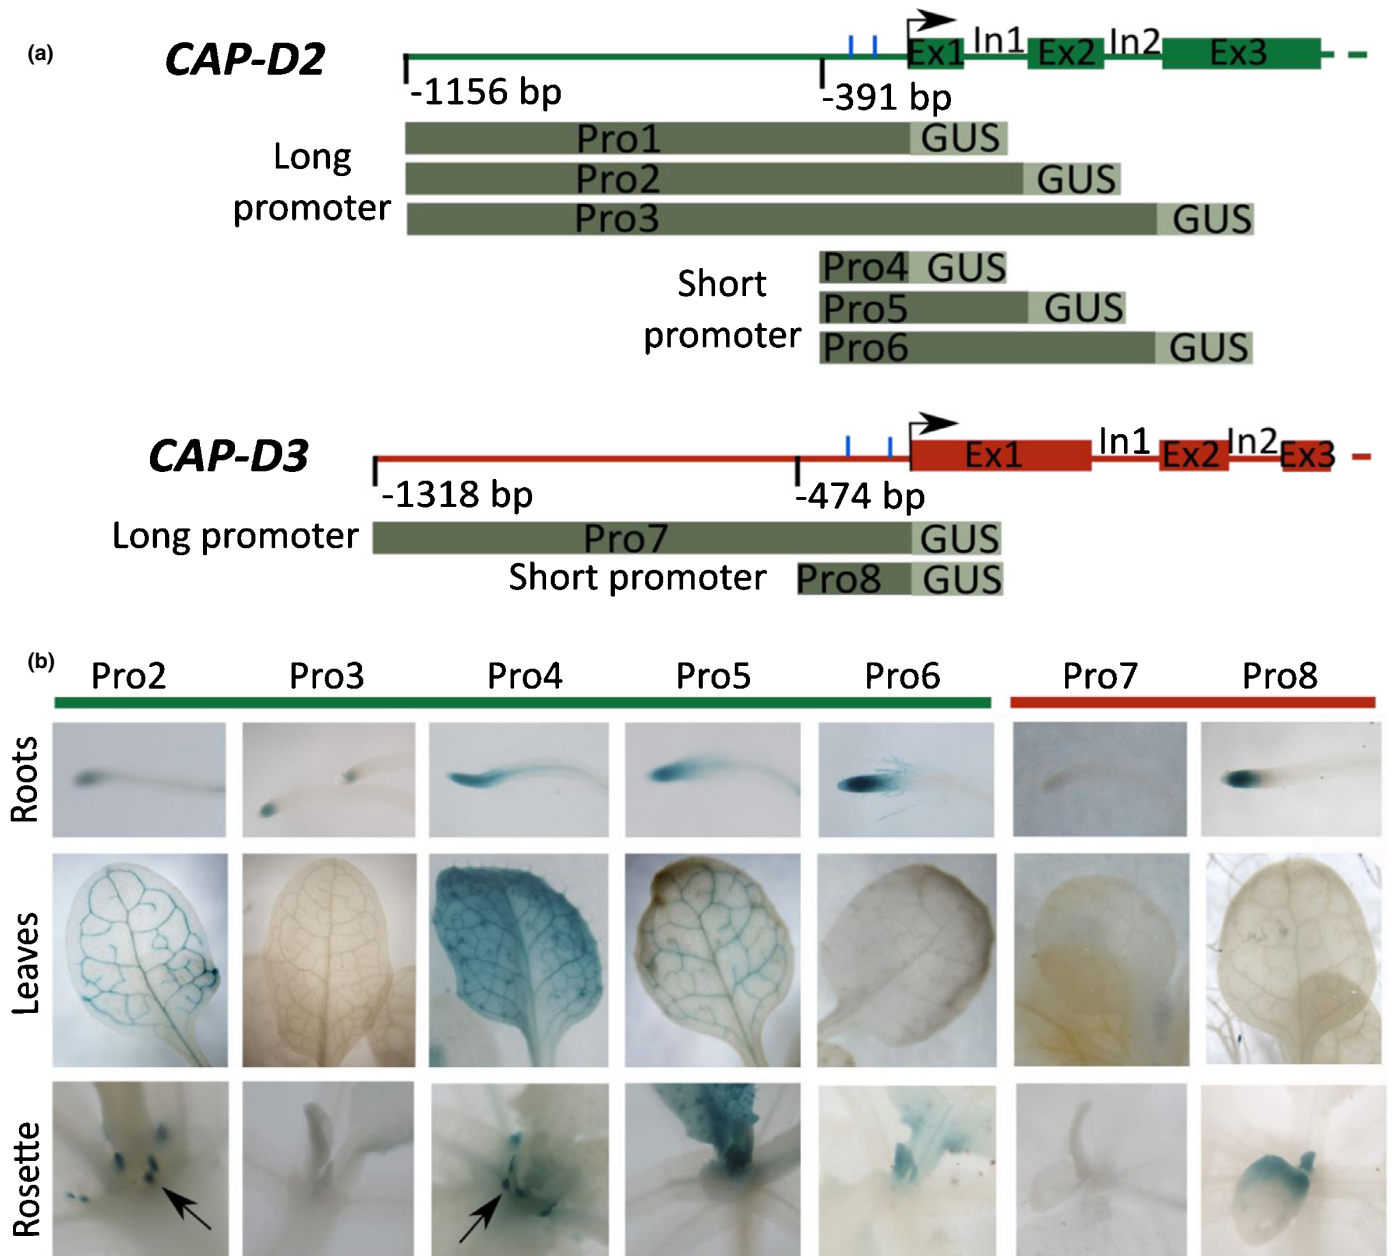 (a)
CAP-D2
Ex1 In1 Ex2 In2 Ex3
-1156 bp -391 bp
Long promoter
Pro1 GUS
Pro2 GUS
Pro3 GUS
Short promoter
Pro4 GUS
Pro5 GUS
Pro6 GUS
CAP-D3
Ex1 In1 Ex2 In2 Ex3
-1318 bp -474 bp
Long promoter Pro7 GUS
Short promoter Pro8 GUS
(b)
Pro2 Pro3 Pro4 Pro5 Pro6 Pro7 Pro8
Roots
Leaves
Rosette